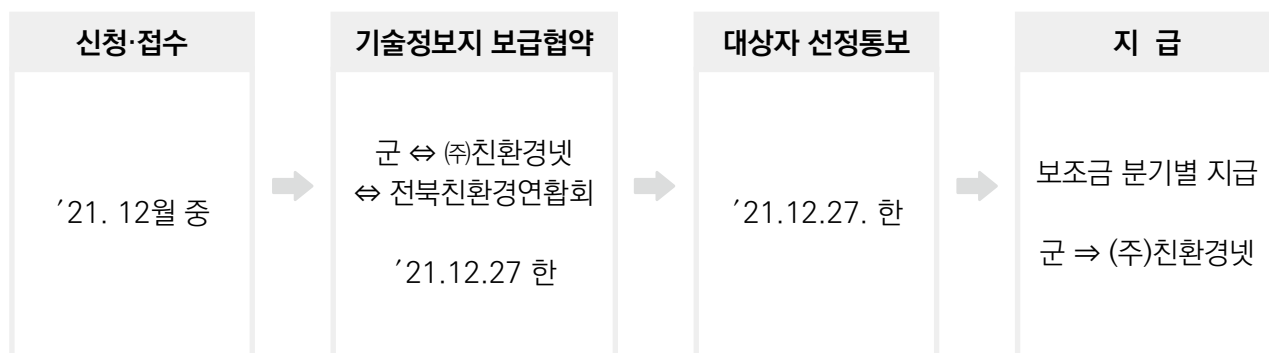 신청·접수
′21. 12월 중
기술정보지 보급협약
군 ⇔ ㈜친환경넷
⇔ 전북친환경연홥회
′21.12.27 한
대상자 선정통보
′21.12.27. 한
지 급
보조금 분기별 지급
군 ⇒ (주)친환경넷